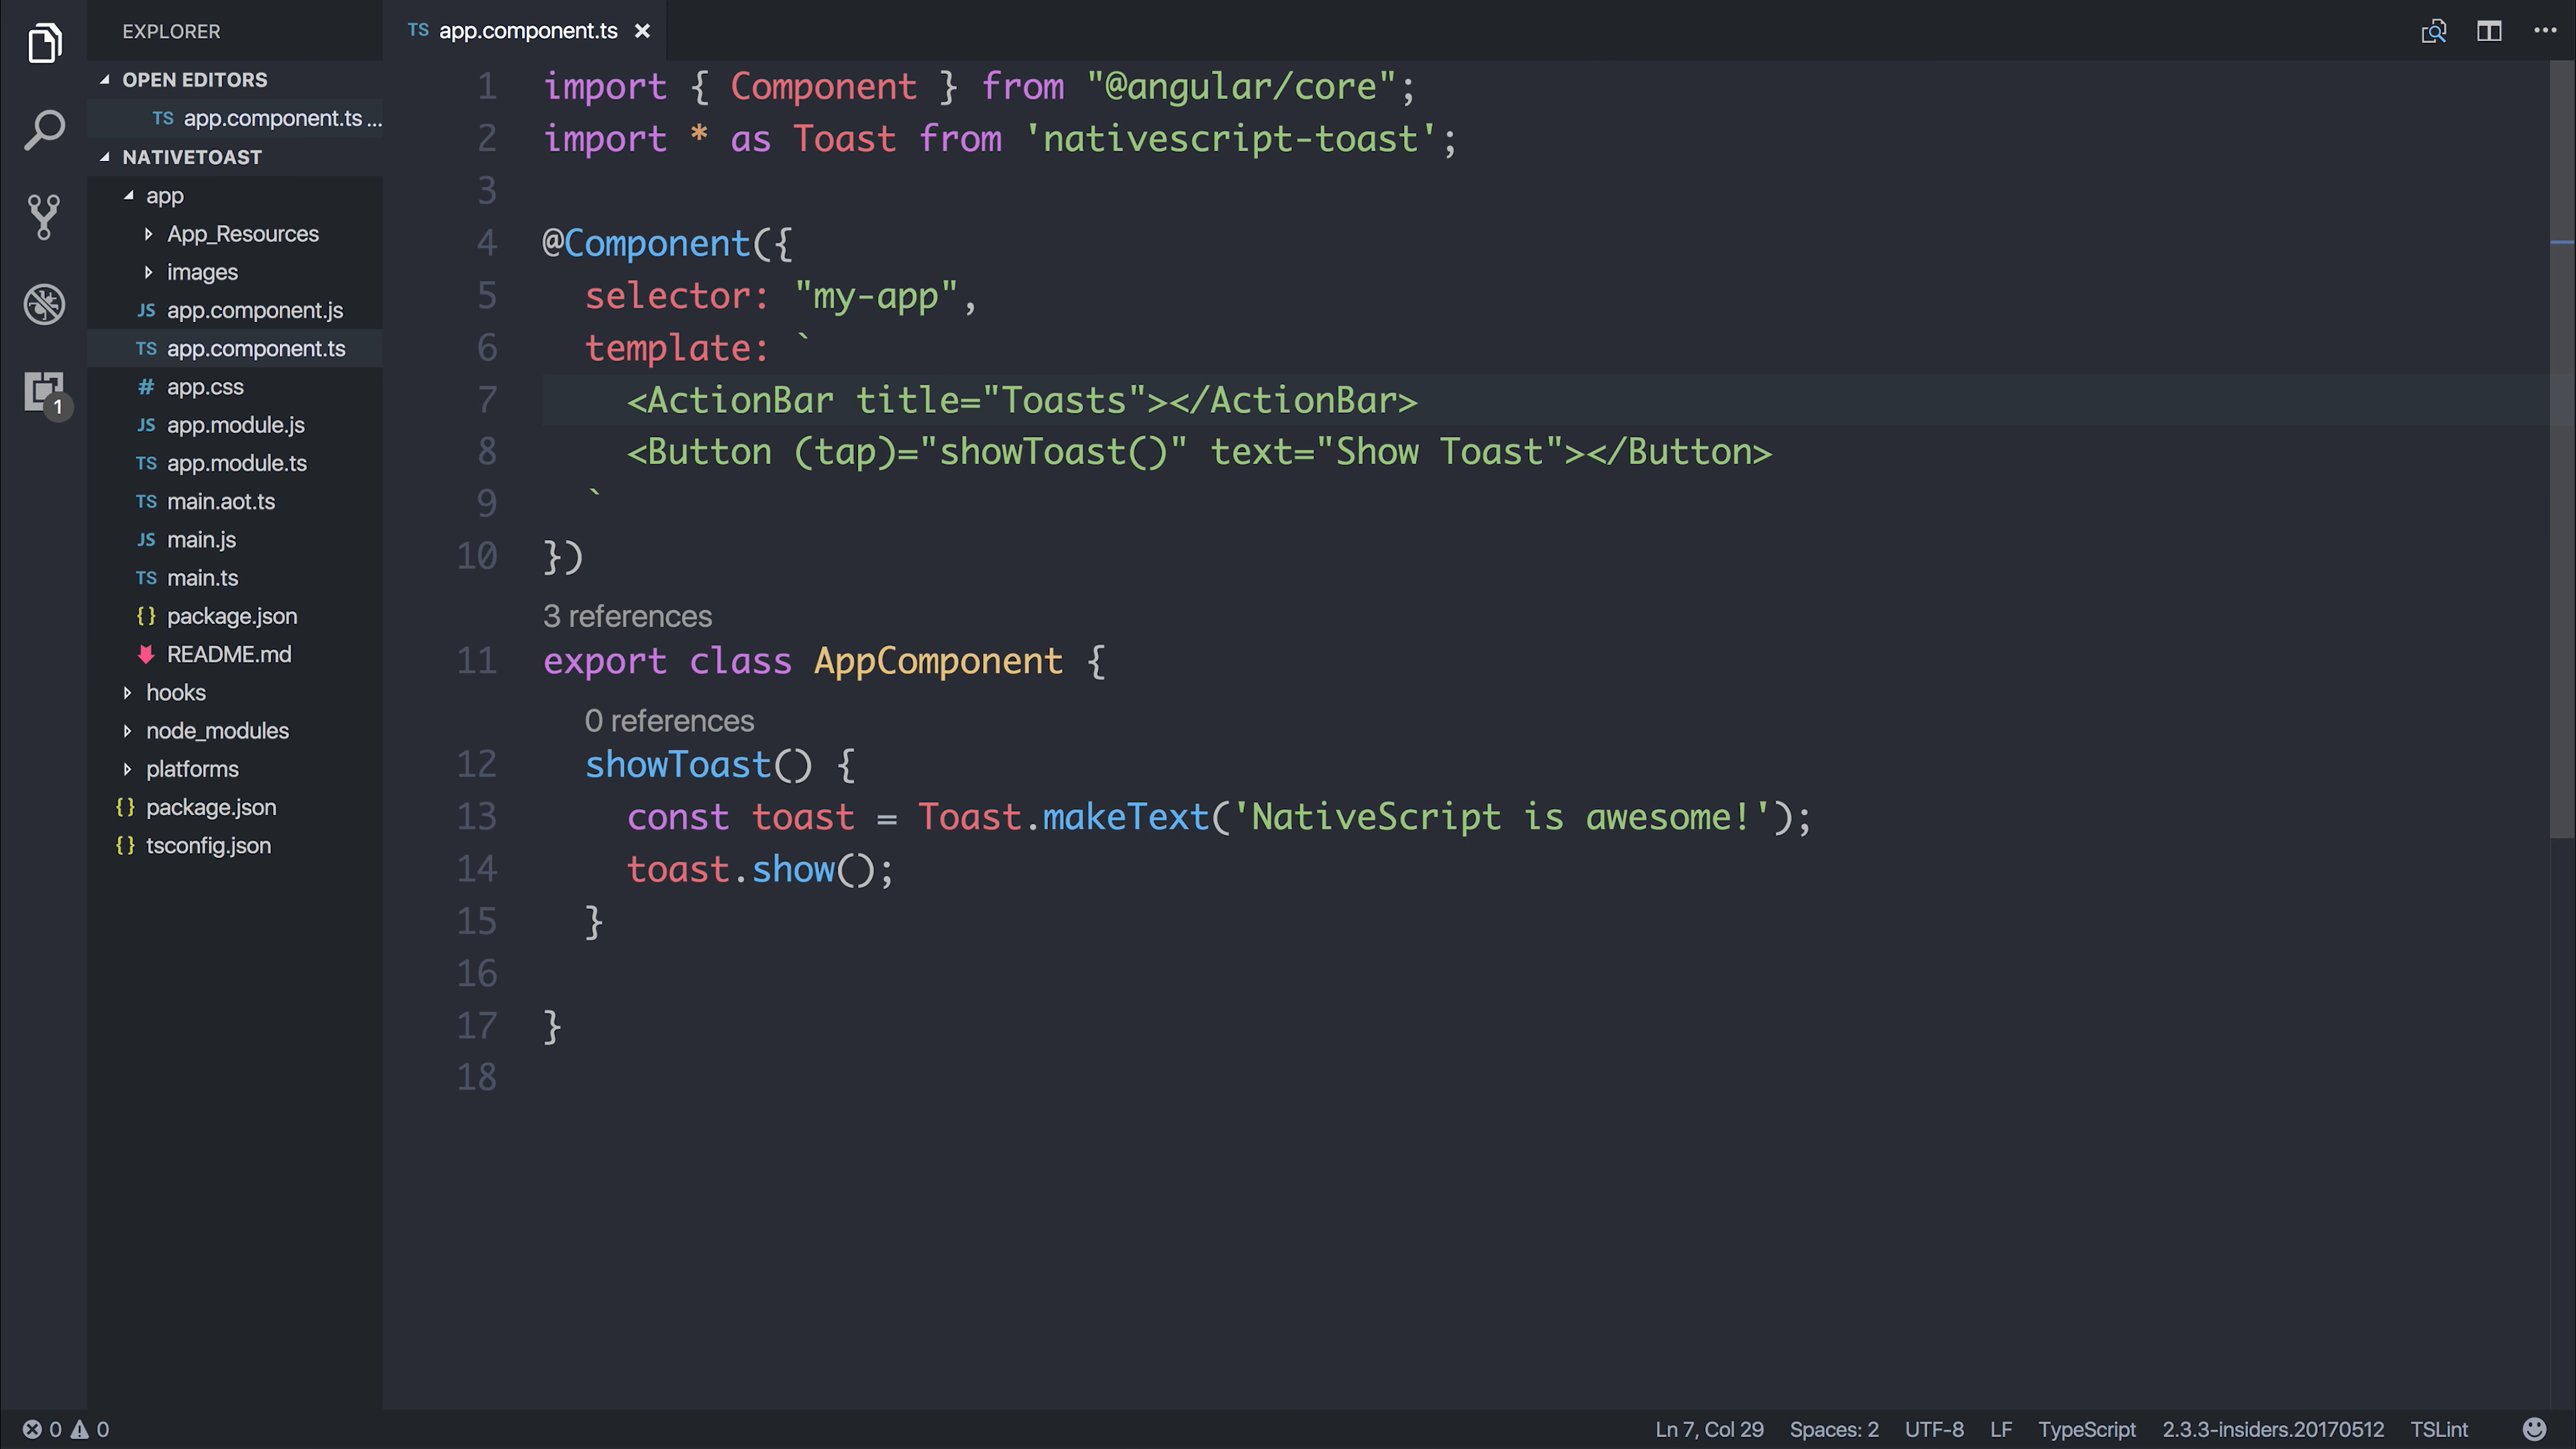 EXPLORER
OPEN EDITORS
TS app.component.ts ...
NATIVETOAST
app
App_Resources
images
JS app.component.js
TS app.component.ts
# app.css
JS app.module.js
TS app.module.ts
TS main.aot.ts
JS main.js
TS main.ts
{} package.json
README.md
hooks
node_modules
platforms
{} package.json
{} tsconfig.json
1
TS app.component.ts ×
1 import { Component } from "@angular/core";
2 import * as Toast from 'nativescript-toast';
3
4 @Component({
5 selector: "my-app",
6 template: `
7 <ActionBar title="Toasts"></ActionBar>
8 <Button (tap)="showToast()" text="Show Toast"></Button>
9 `
10 })
3 references
11 export class AppComponent {
0 references
12 showToast() {
13 const toast = Toast.makeText('NativeScript is awesome!');
14 toast.show();
15 }
16
17 }
18
0 0
Ln 7, Col 29 Spaces: 2 UTF-8 LF TypeScript 2.3.3-insiders.20170512 TSLint